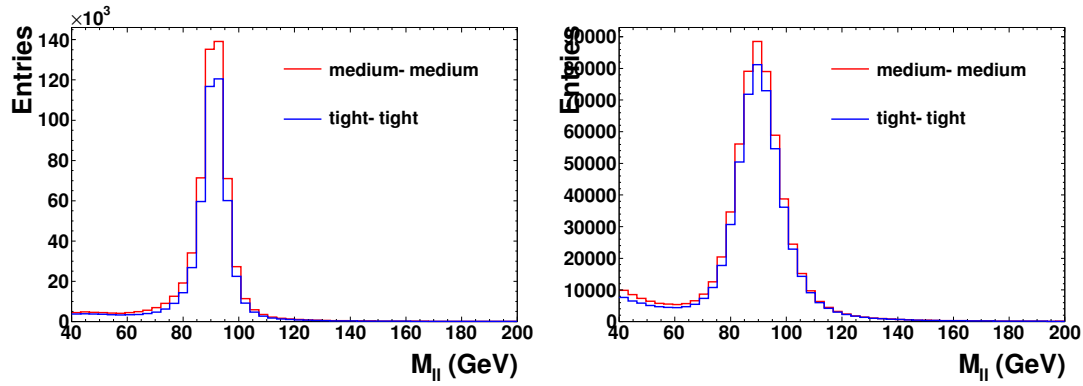 ×10³
Entries
140
120
100
80
60
40
20
0
medium- medium
tight- tight
40 60 80 100 120 140 160 180 200
M_ll (GeV)
Entries
90000
80000
70000
60000
50000
40000
30000
20000
10000
0
medium- medium
tight- tight
40 60 80 100 120 140 160 180 200
M_ll (GeV)